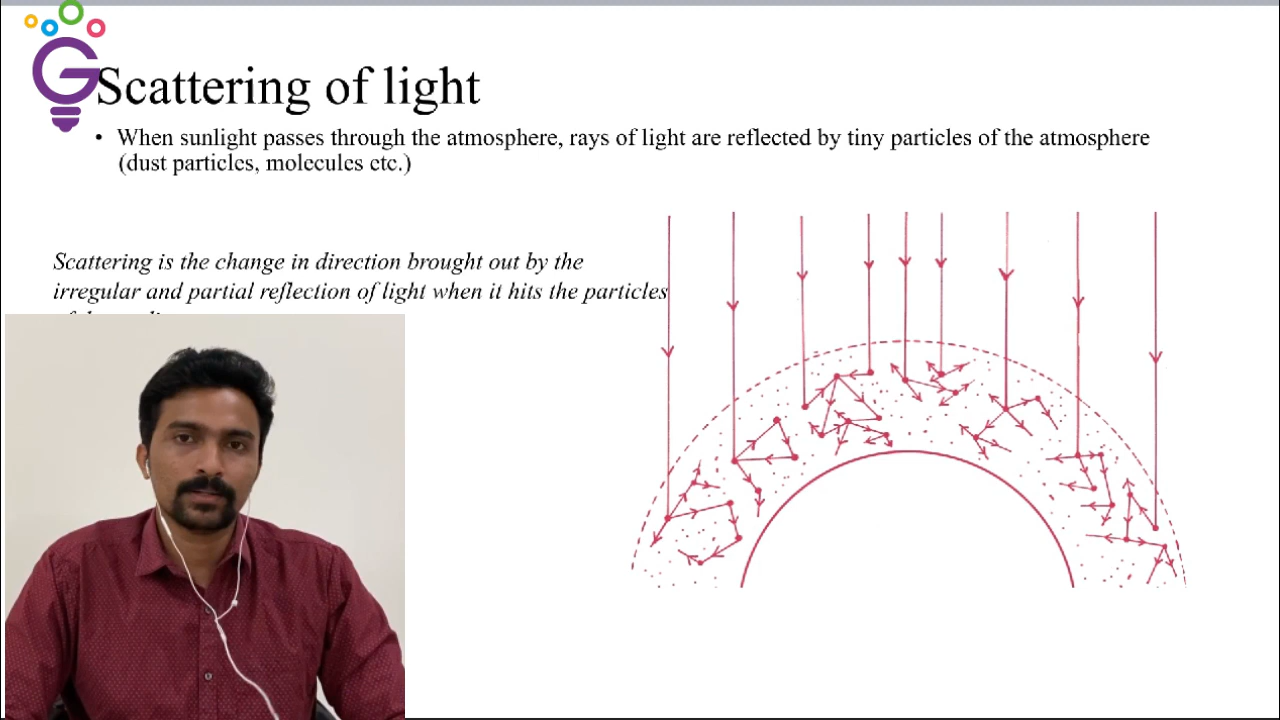 Scattering of light
• When sunlight passes through the atmosphere, rays of light are reflected by tiny particles of the atmosphere
(dust particles, molecules etc.)
Scattering is the change in direction brought out by the
irregular and partial reflection of light when it hits the particles